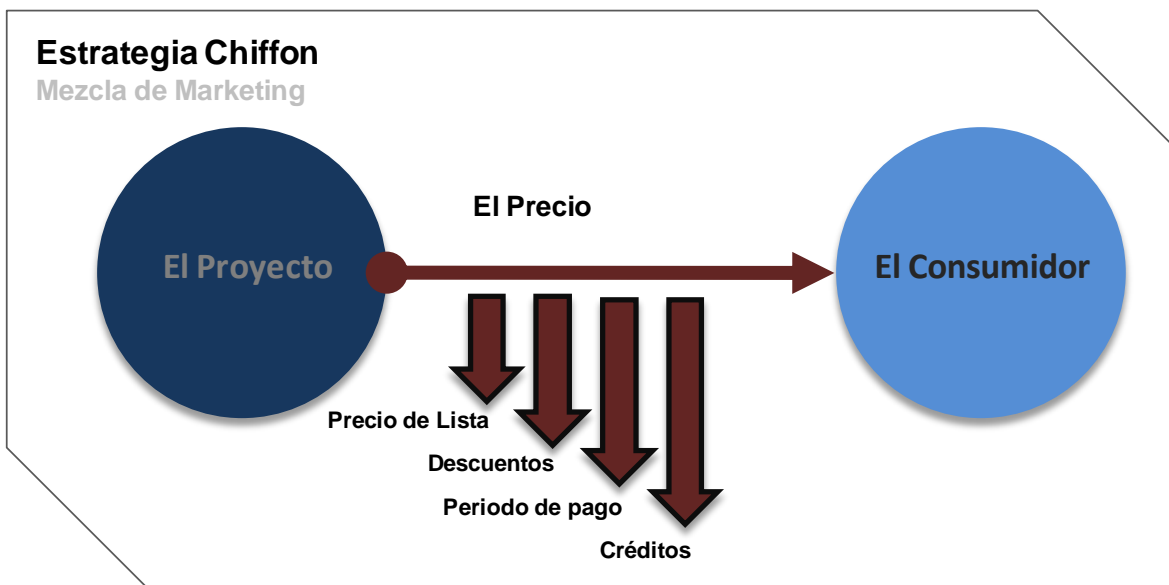 Estrategia Chiffon
Mezcla de Marketing
El Precio
El Proyecto
El Consumidor
Precio de Lista
Descuentos
Periodo de pago
Créditos